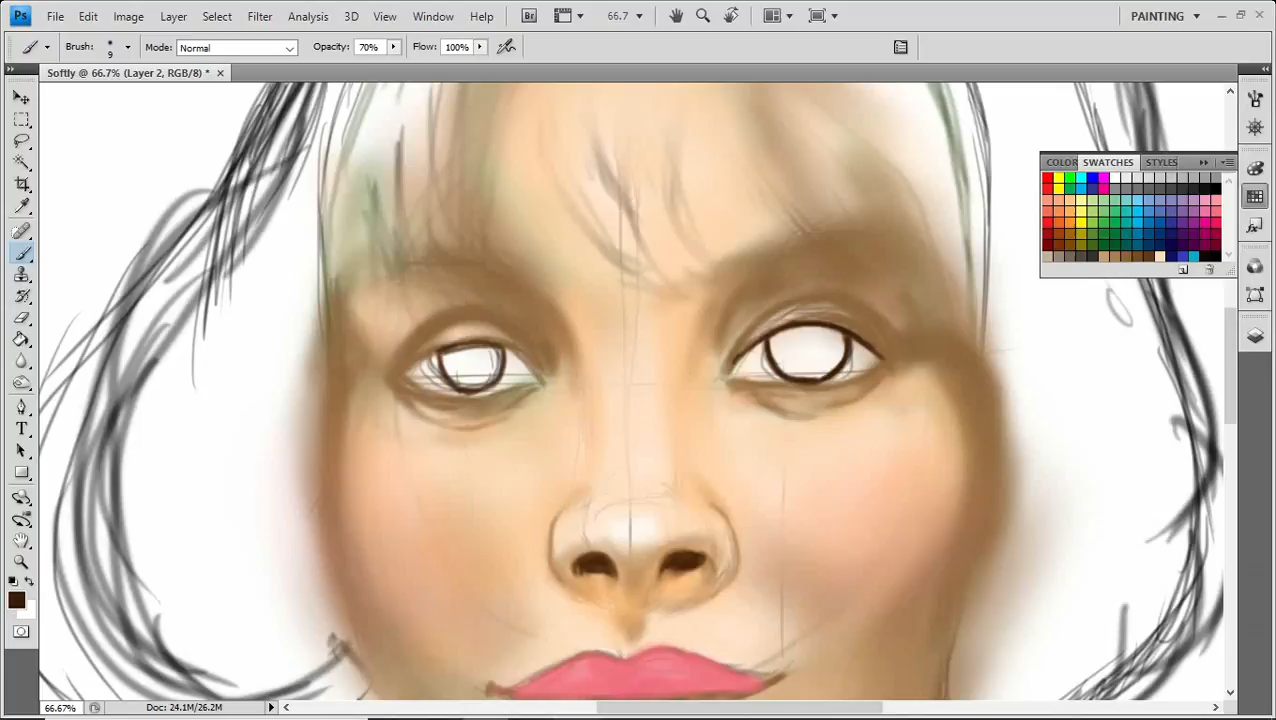 Ps File Edit Image Layer Select Filter Analysis 3D View Window Help Br 66.7 PAINTING
Brush: 9 Mode: Normal Opacity: 70% Flow: 100%
Softly @ 66.7% (Layer 2, RGB/8) *
COLOR SWATCHES STYLES
T
66.67% Doc: 24.1M/26.2M